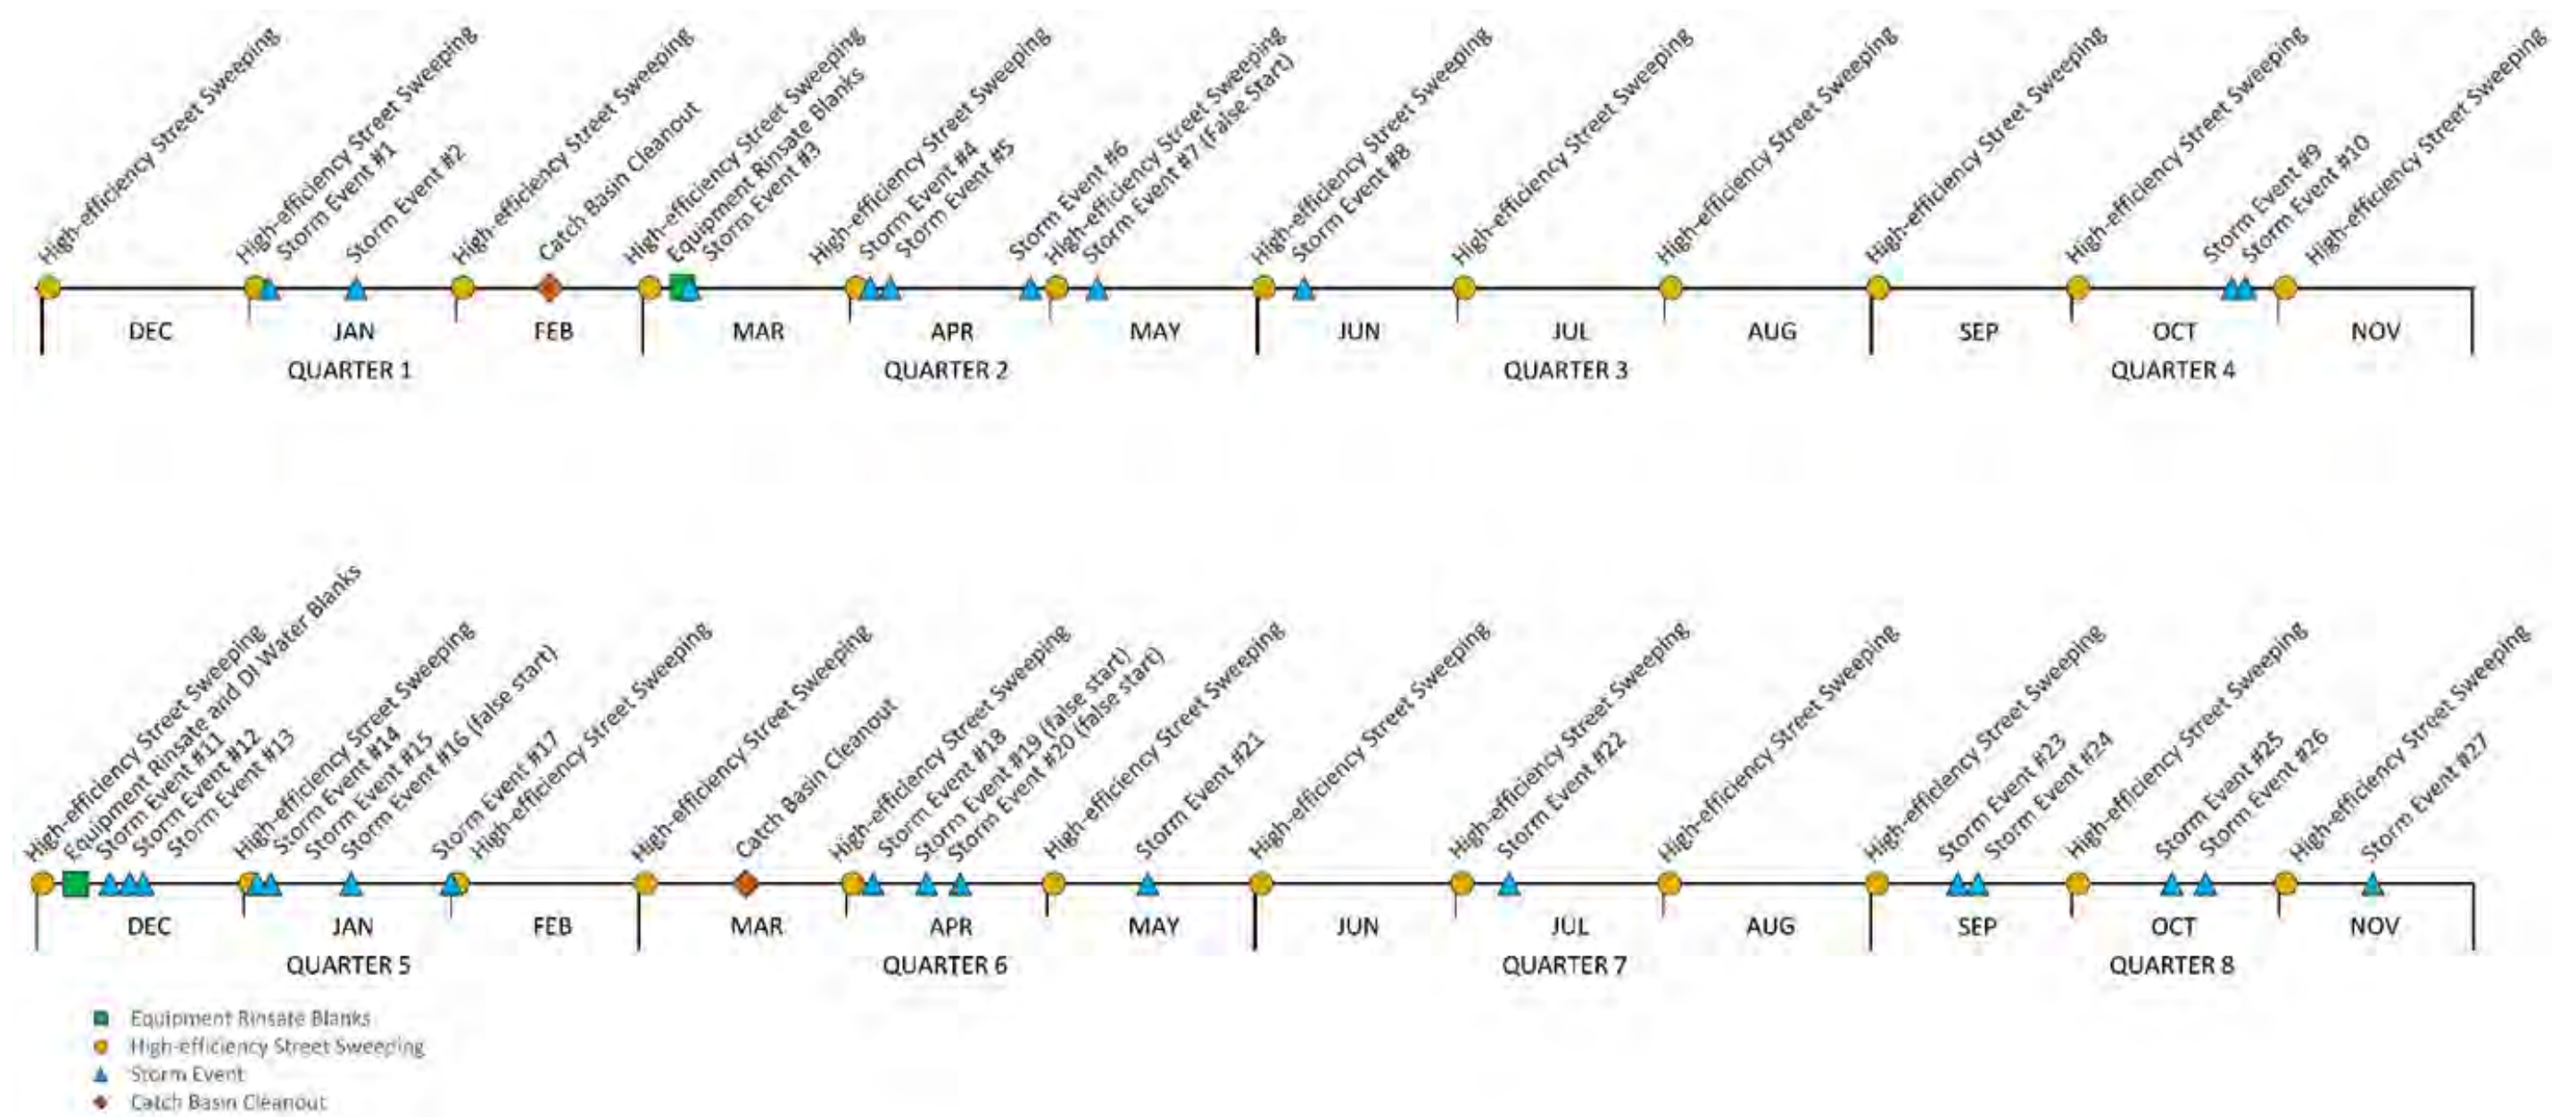 High-efficiency Street Sweeping
High-efficiency Street Sweeping
Storm Event #1
Storm Event #2
High-efficiency Street Sweeping
Catch Basin Cleanout
High-efficiency Street Sweeping
Equipment Rinsate Blanks
Storm Event #3
High-efficiency Street Sweeping
Storm Event #4
Storm Event #5
Storm Event #6
High-efficiency Street Sweeping
Storm Event #7 (False Start)
High-efficiency Street Sweeping
Storm Event #8
High-efficiency Street Sweeping
High-efficiency Street Sweeping
High-efficiency Street Sweeping
High-efficiency Street Sweeping
Storm Event #9
Storm Event #10
High-efficiency Street Sweeping
DEC JAN FEB MAR APR MAY JUN JUL AUG SEP OCT NOV
QUARTER 1 QUARTER 2 QUARTER 3 QUARTER 4
High-efficiency Street Sweeping
Equipment Rinsate and DI Water Blanks
Storm Event #11
Storm Event #12
Storm Event #13
High-efficiency Street Sweeping
Storm Event #14
Storm Event #15
Storm Event #16 (false start)
Storm Event #17
High-efficiency Street Sweeping
High-efficiency Street Sweeping
Catch Basin Cleanout
High-efficiency Street Sweeping
Storm Event #18
Storm Event #19 (false start)
Storm Event #20 (false start)
High-efficiency Street Sweeping
Storm Event #21
High-efficiency Street Sweeping
High-efficiency Street Sweeping
Storm Event #22
High-efficiency Street Sweeping
High-efficiency Street Sweeping
Storm Event #23
Storm Event #24
High-efficiency Street Sweeping
Storm Event #25
Storm Event #26
High-efficiency Street Sweeping
Storm Event #27
DEC JAN FEB MAR APR MAY JUN JUL AUG SEP OCT NOV
QUARTER 5 QUARTER 6 QUARTER 7 QUARTER 8
Equipment Rinsate Blanks
High-efficiency Street Sweeping
Storm Event
Catch Basin Cleanout